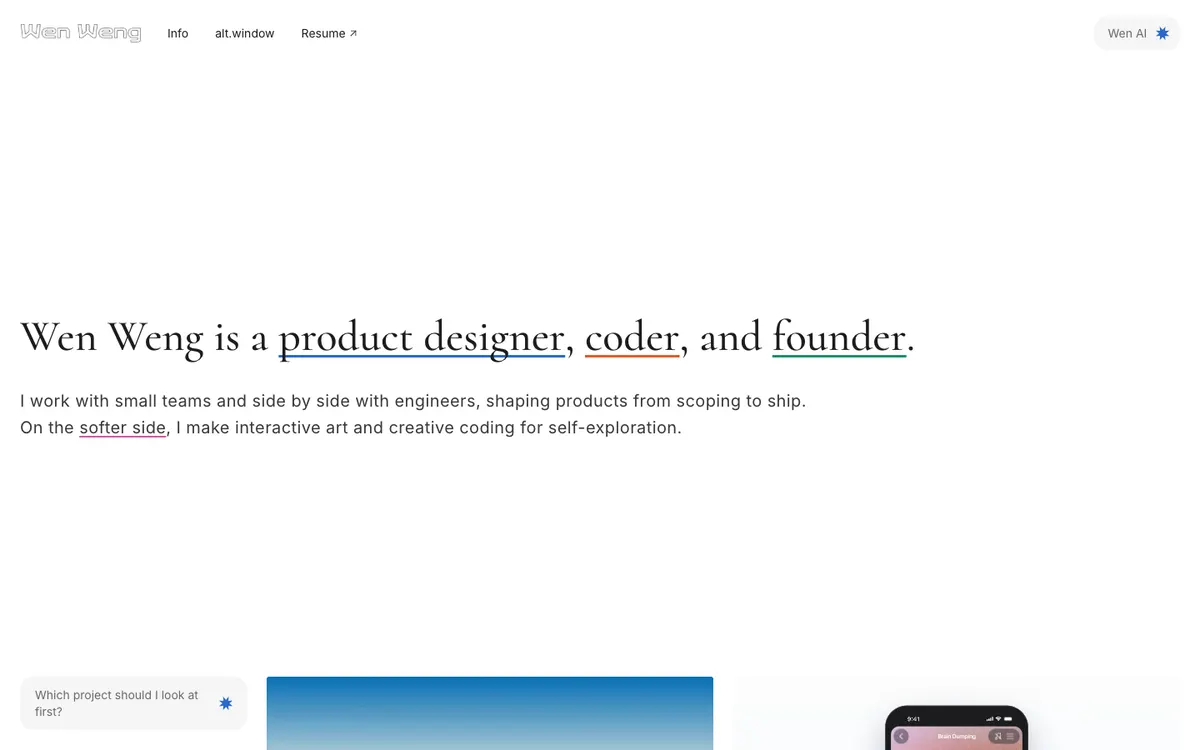 Wen Weng
Info
alt.window
Resume ↗
Wen AI
Wen Weng is a product designer, coder, and founder.
I work with small teams and side by side with engineers, shaping products from scoping to ship.
On the softer side, I make interactive art and creative coding for self-exploration.
Which project should I look at
first?
9:41
Brain Dumping